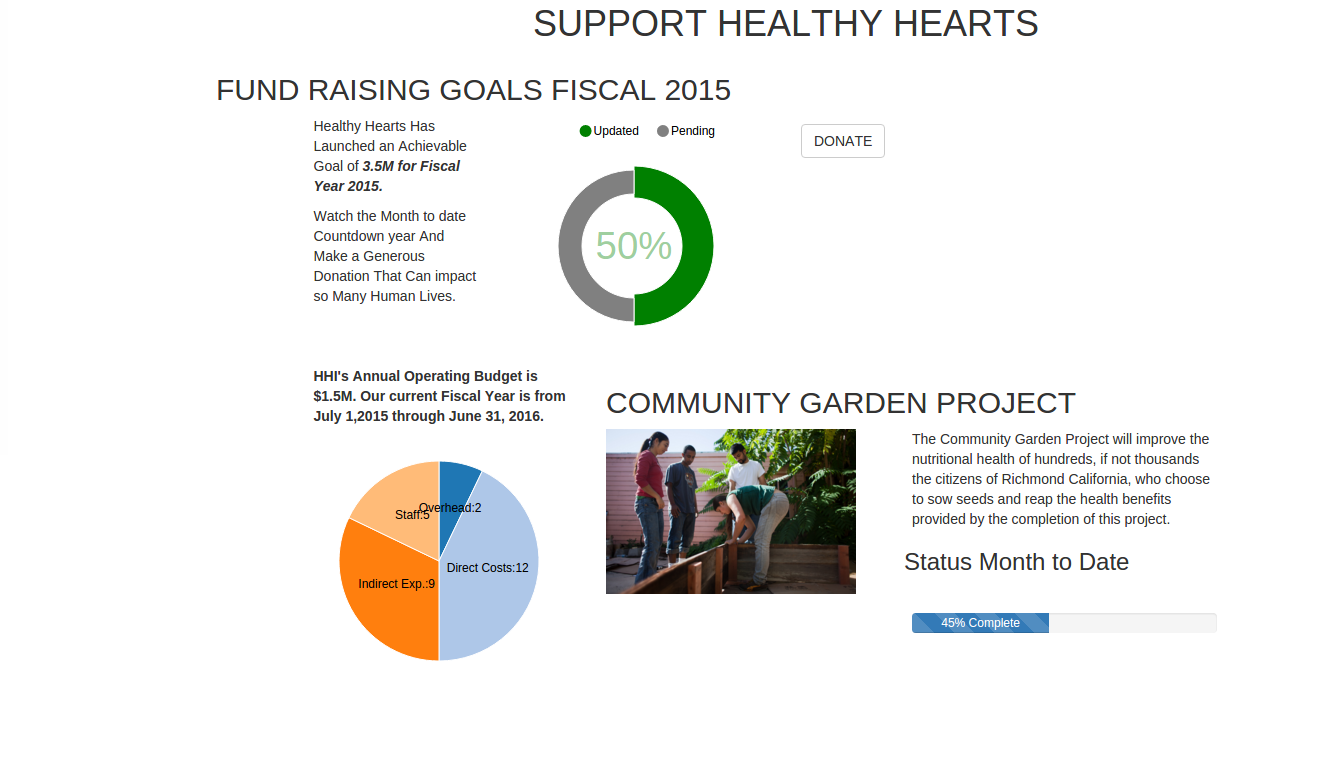 SUPPORT HEALTHY HEARTS
FUND RAISING GOALS FISCAL 2015
Healthy Hearts Has
Launched an Achievable
Goal of 3.5M for Fiscal
Year 2015.
Watch the Month to date
Countdown year And
Make a Generous
Donation That Can impact
so Many Human Lives.
Updated
Pending
50%
DONATE
HHI's Annual Operating Budget is
$1.5M. Our current Fiscal Year is from
July 1,2015 through June 31, 2016.
Overhead:2
Staff:5
Direct Costs:12
Indirect Exp.:9
COMMUNITY GARDEN PROJECT
The Community Garden Project will improve the
nutritional health of hundreds, if not thousands
the citizens of Richmond California, who choose
to sow seeds and reap the health benefits
provided by the completion of this project.
Status Month to Date
45% Complete